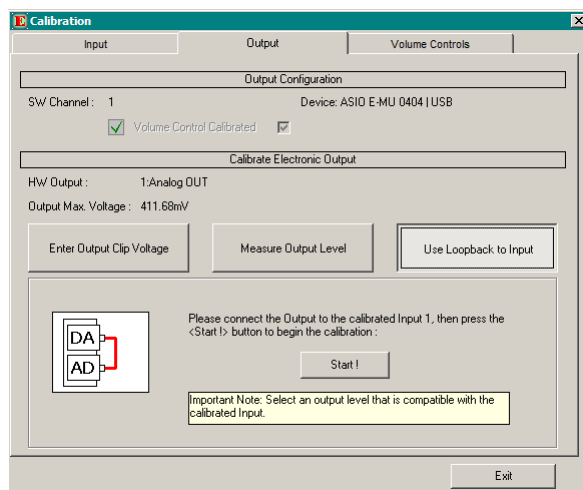 E Calibration
Input Output Volume Controls
Output Configuration
SW Channel : 1 Device: ASIO E-MU 0404 | USB
Volume Control Calibrated
Calibrate Electronic Output
HW Output : 1:Analog OUT
Output Max. Voltage : 411.68mV
Enter Output Clip Voltage Measure Output Level Use Loopback to Input
Please connect the Output to the calibrated Input 1, then press the
<Start !> button to begin the calibration :
DA
AD
Start !
Important Note: Select an output level that is compatible with the
calibrated Input.
Exit